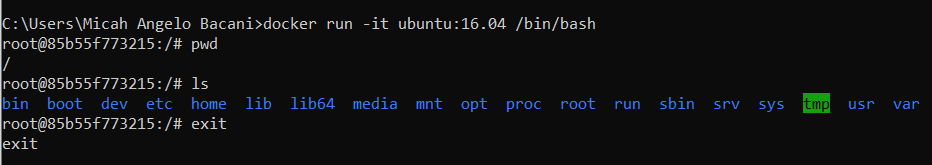 C:\Users\Micah Angelo Bacani>docker run -it ubuntu:16.04 /bin/bash
root@85b55f773215:/# pwd
/
root@85b55f773215:/# ls
bin  boot  dev  etc  home  lib  lib64  media  mnt  opt  proc  root  run  sbin  srv  sys  tmp  usr  var
root@85b55f773215:/# exit
exit